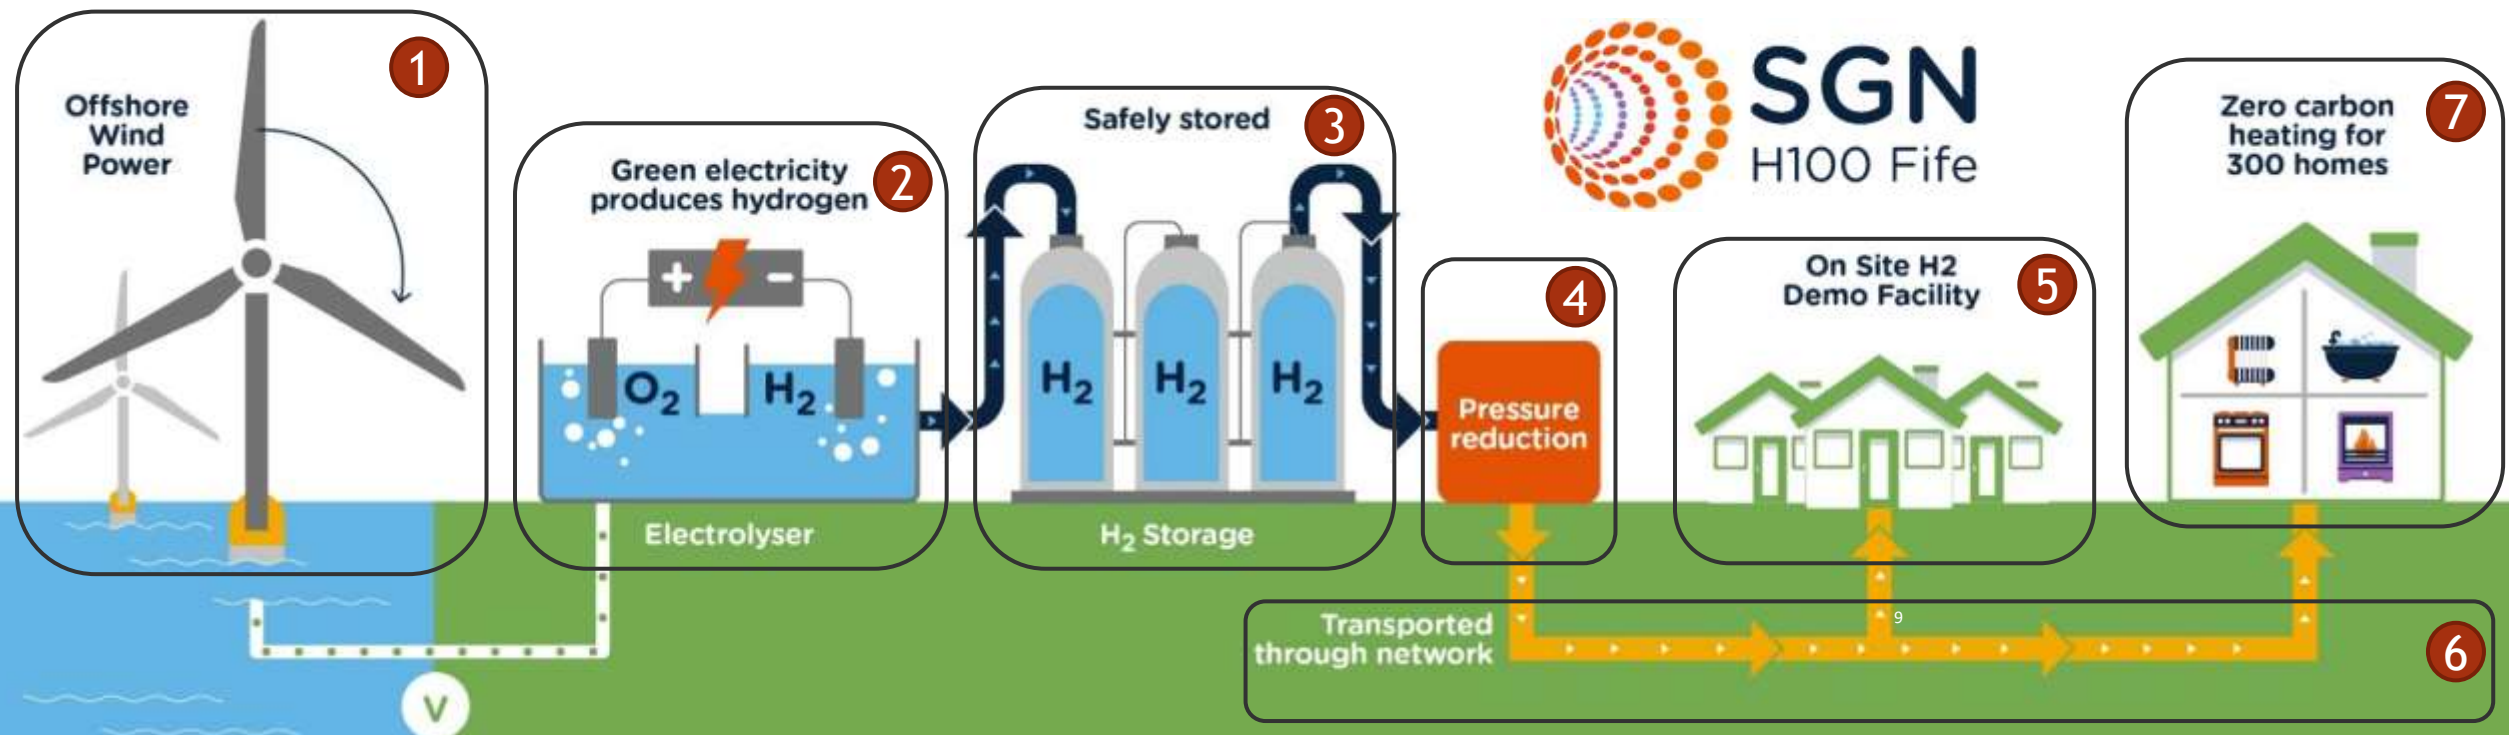 Offshore
Wind
Power
1
Green electricity
produces hydrogen
2
+
−
O2
H2
Electrolyser
V
Safely stored
3
H2
H2
H2
H2 Storage
SGN
H100 Fife
4
Pressure
reduction
On Site H2
Demo Facility
5
Transported
through network
9
6
Zero carbon
heating for
300 homes
7